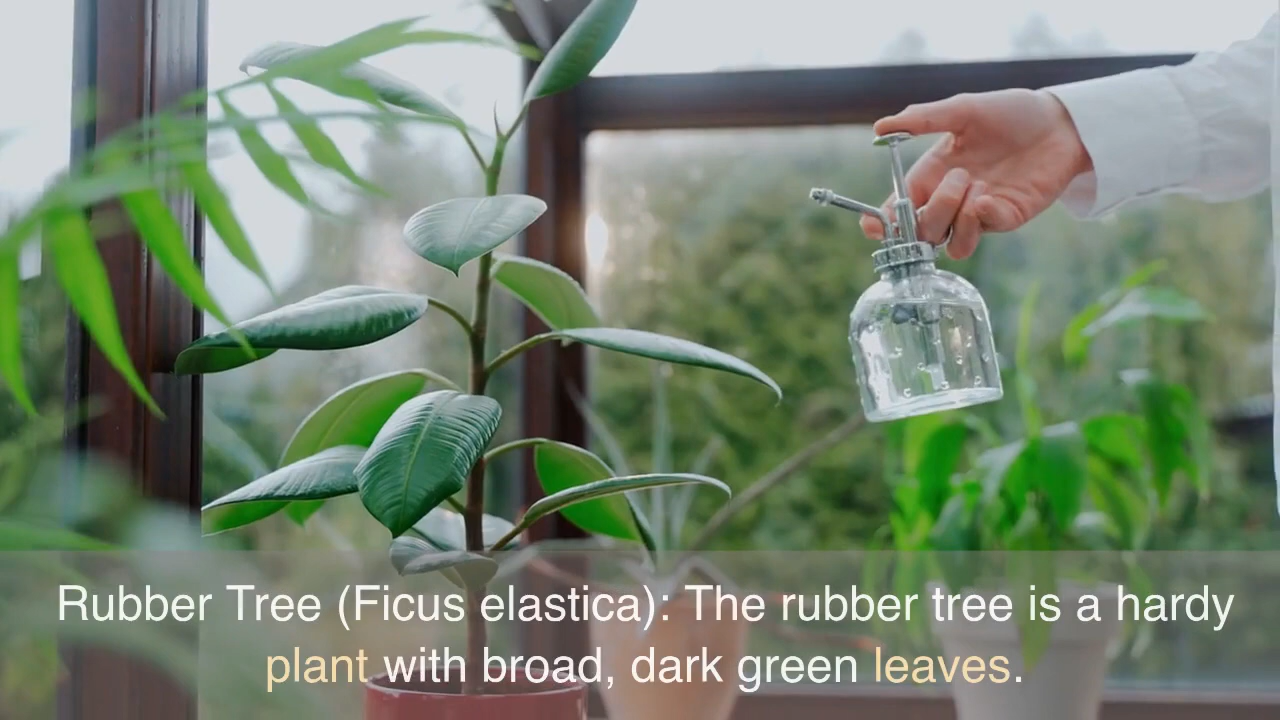 Rubber Tree (Ficus elastica): The rubber tree is a hardy
plant with broad, dark green leaves.